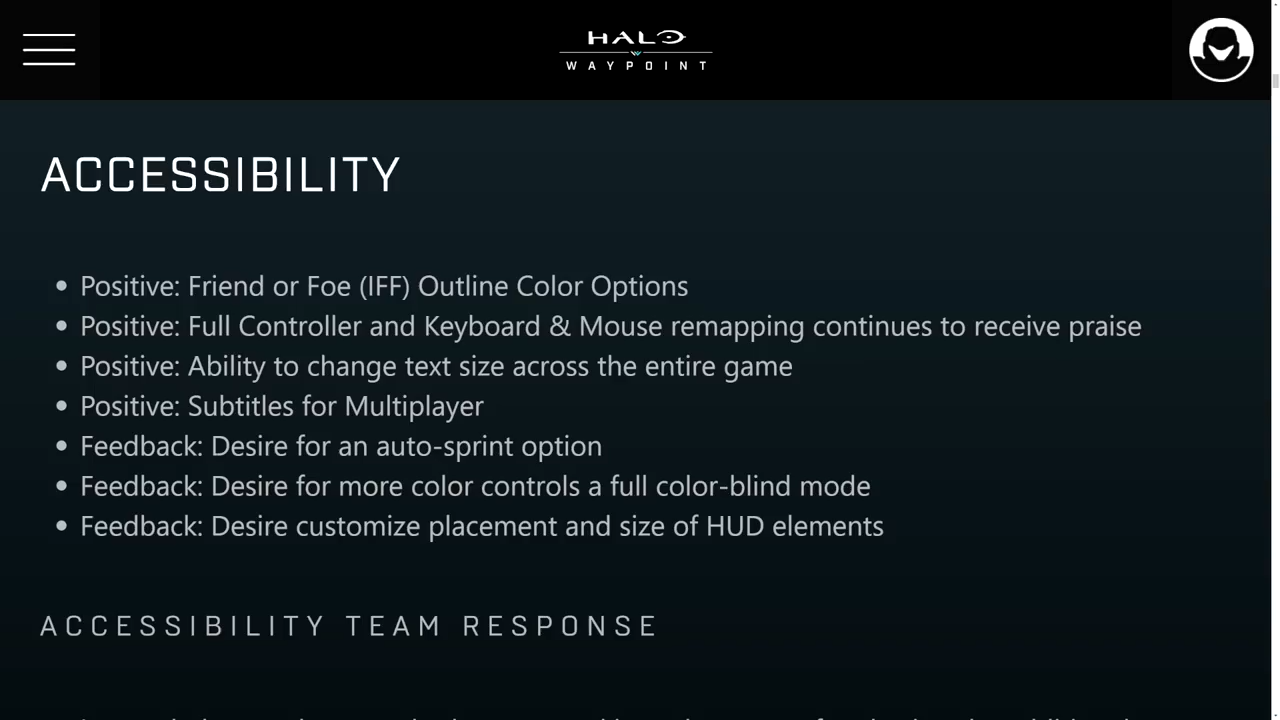 HALO
WAYPOINT
ACCESSIBILITY
• Positive: Friend or Foe (IFF) Outline Color Options
• Positive: Full Controller and Keyboard & Mouse remapping continues to receive praise
• Positive: Ability to change text size across the entire game
• Positive: Subtitles for Multiplayer
• Feedback: Desire for an auto-sprint option
• Feedback: Desire for more color controls a full color-blind mode
• Feedback: Desire customize placement and size of HUD elements
ACCESSIBILITY TEAM RESPONSE